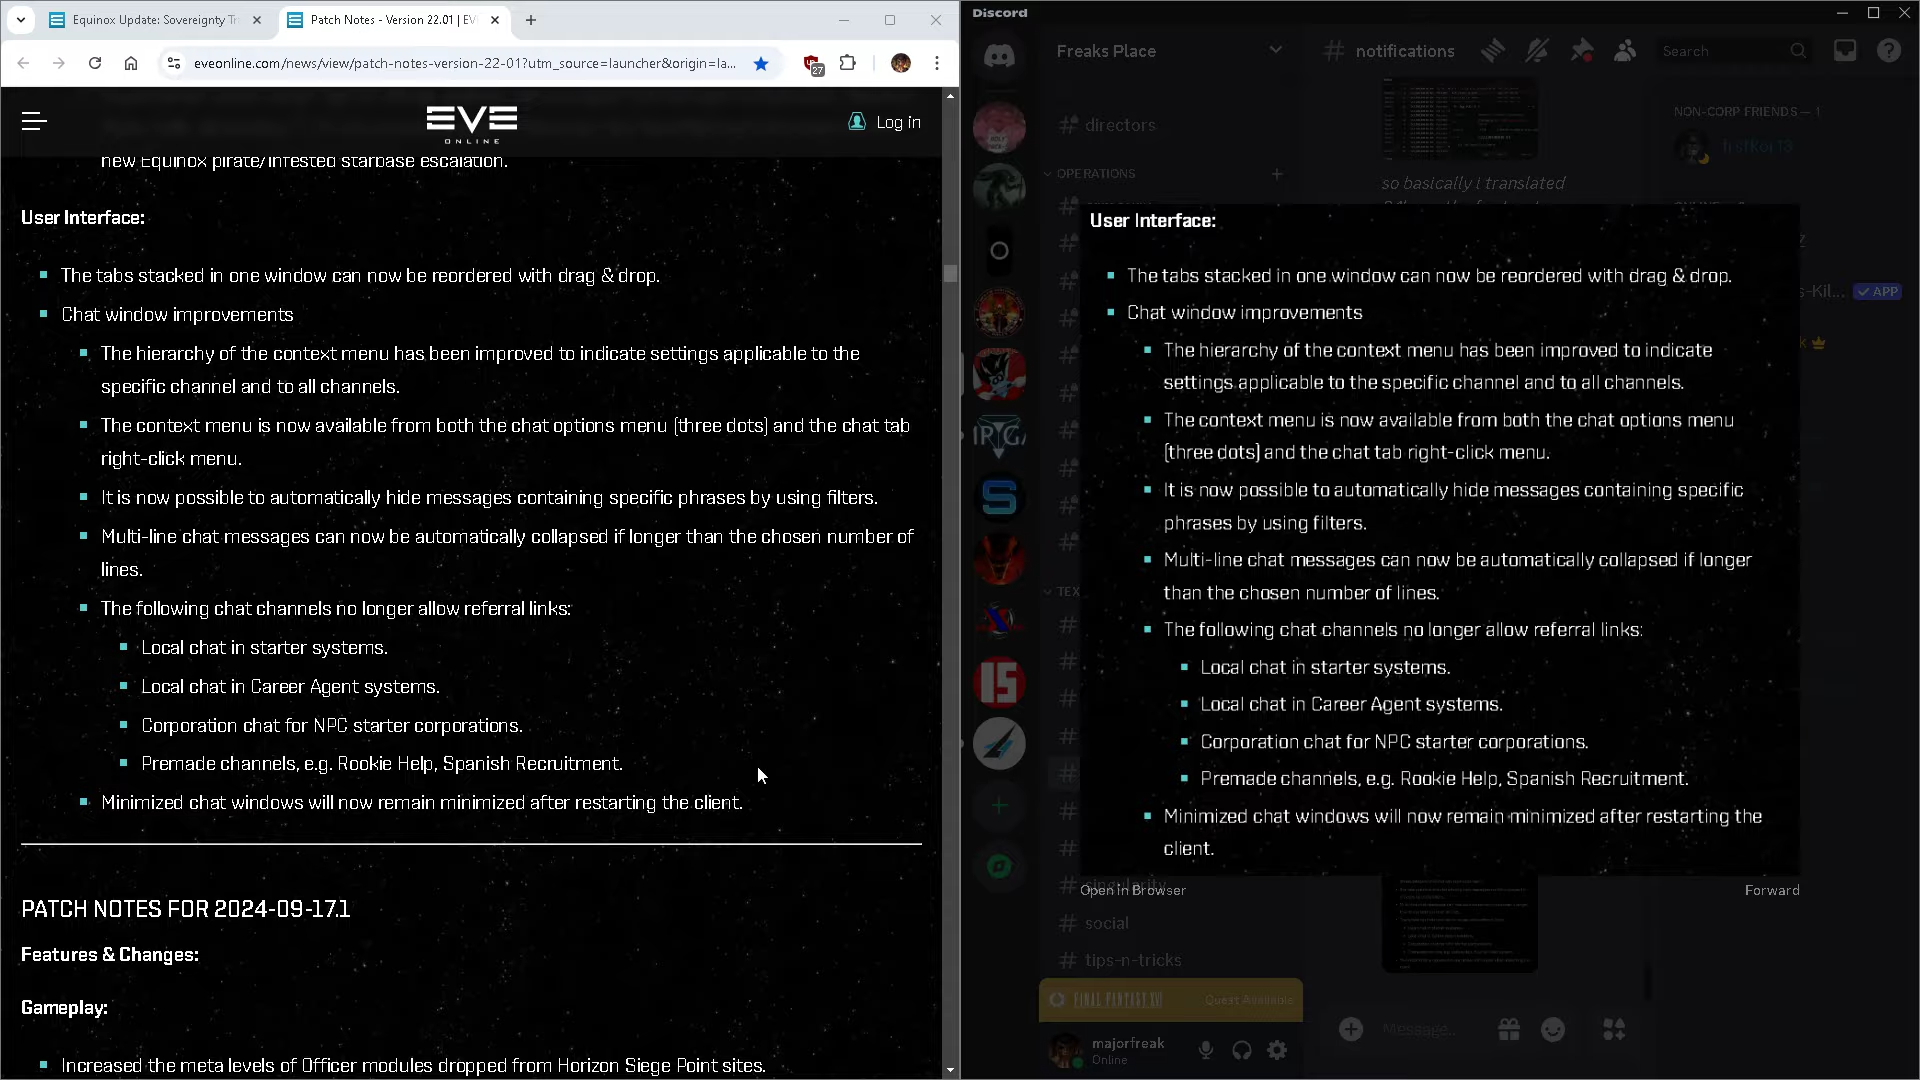 Equinox Update: Sovereignty Tr
Patch Notes - Version 22.01 | EV
eveonline.com/news/view/patch-notes-version-22-01?utm_source=launcher&origin=la...
27
EVE
ONLINE
Log in
new Equinox pirate/infested starbase escalation.
User Interface:
The tabs stacked in one window can now be reordered with drag & drop.
Chat window improvements
The hierarchy of the context menu has been improved to indicate settings applicable to the
specific channel and to all channels.
The context menu is now available from both the chat options menu (three dots) and the chat tab
right-click menu.
It is now possible to automatically hide messages containing specific phrases by using filters.
Multi-line chat messages can now be automatically collapsed if longer than the chosen number of
lines.
The following chat channels no longer allow referral links:
Local chat in starter systems.
Local chat in Career Agent systems.
Corporation chat for NPC starter corporations.
Premade channels, e.g. Rookie Help, Spanish Recruitment.
Minimized chat windows will now remain minimized after restarting the client.
PATCH NOTES FOR 2024-09-17.1
Features & Changes:
Gameplay:
Increased the meta levels of Officer modules dropped from Horizon Siege Point sites.
Discord
Freaks Place
# notifications
Search
directors
OPERATIONS
NON-CORP FRIENDS — 1
so basically i translated
APP
User Interface:
The tabs stacked in one window can now be reordered with drag & drop.
Chat window improvements
The hierarchy of the context menu has been improved to indicate
settings applicable to the specific channel and to all channels.
The context menu is now available from both the chat options menu
(three dots) and the chat tab right-click menu.
It is now possible to automatically hide messages containing specific
phrases by using filters.
Multi-line chat messages can now be automatically collapsed if longer
than the chosen number of lines.
The following chat channels no longer allow referral links:
Local chat in starter systems.
Local chat in Career Agent systems.
Corporation chat for NPC starter corporations.
Premade channels, e.g. Rookie Help, Spanish Recruitment.
Minimized chat windows will now remain minimized after restarting the
client.
15
singularity
Open in Browser
Forward
social
tips-n-tricks
FINAL FANTASY XVI
Quest Available
majorfreak
Online
Message...